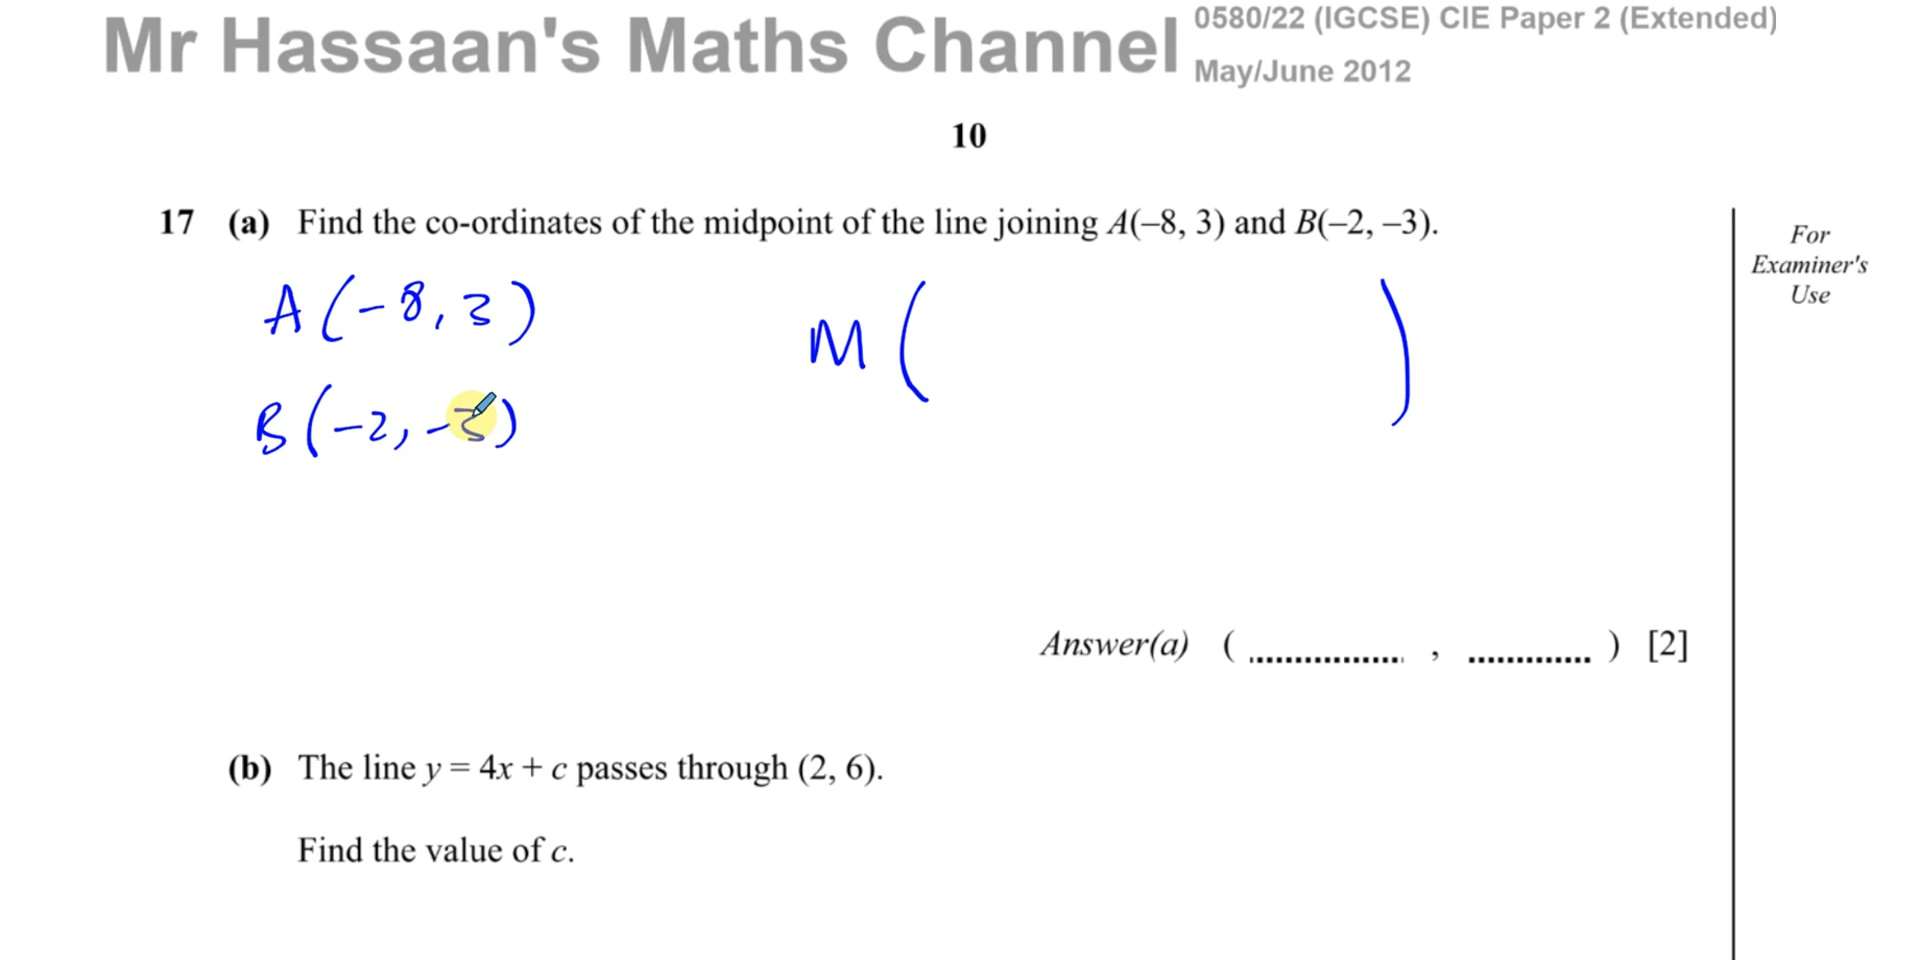 Mr Hassaan's Maths Channel
0580/22 (IGCSE) CIE Paper 2 (Extended)
May/June 2012
10
17 (a) Find the co-ordinates of the midpoint of the line joining A(–8, 3) and B(–2, –3).
For
Examiner's
Use
A(-8, 3)
M( )
B(-2, -3)
Answer(a) ( ................. , ............. ) [2]
(b) The line y = 4x + c passes through (2, 6).
Find the value of c.